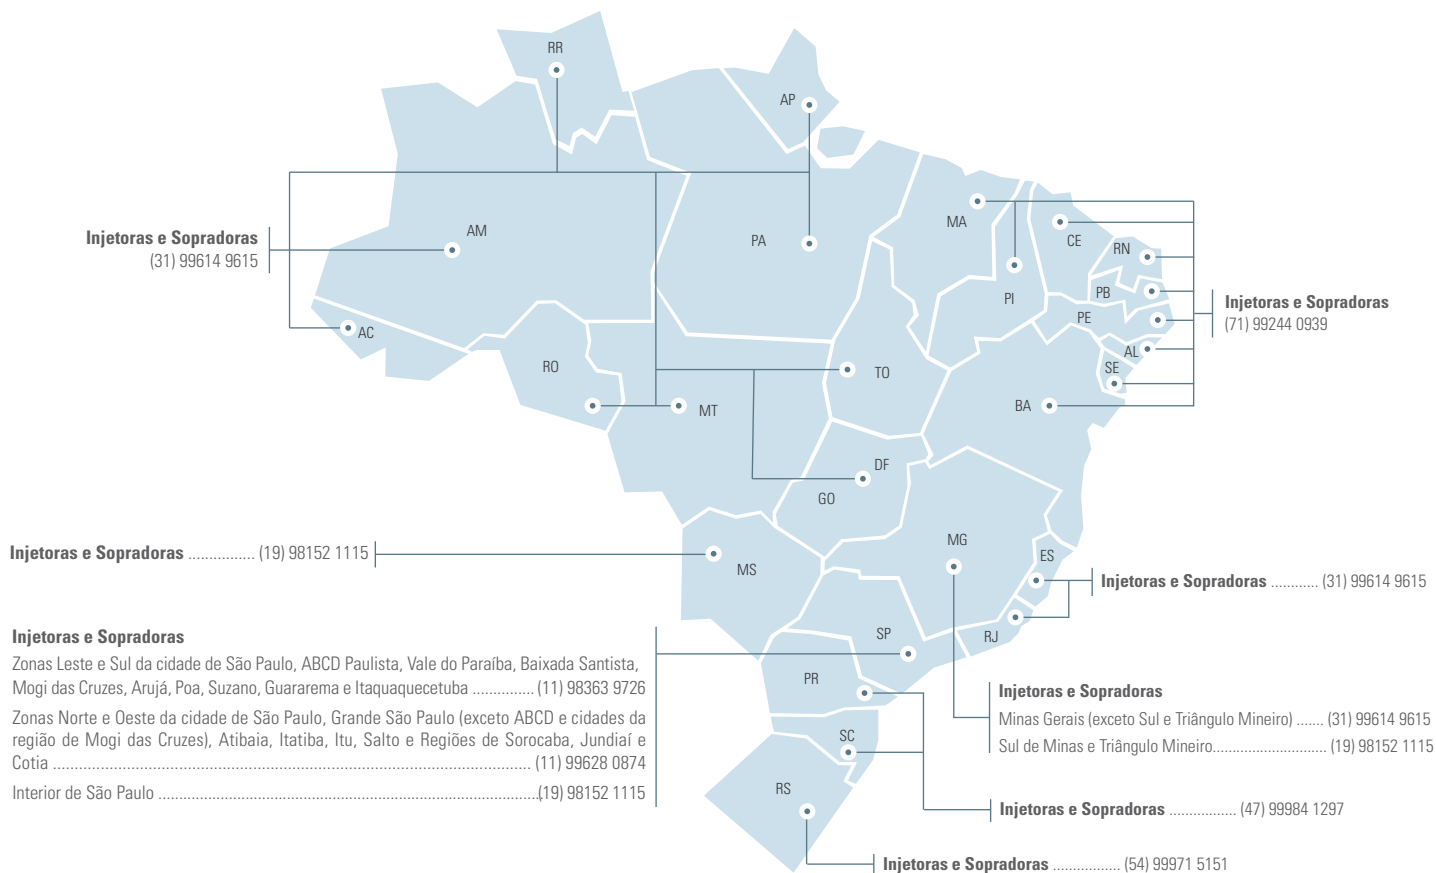 RR
AP
AM
PA
MA
CE
RN
PI
PB
PE
AL
SE
AC
RO
TO
MT
BA
DF
GO
MG
ES
MS
SP
RJ
PR
SC
RS
Injetoras e Sopradoras
(31) 99614 9615
Injetoras e Sopradoras
(71) 99244 0939
Injetoras e Sopradoras ................ (19) 98152 1115
Injetoras e Sopradoras ............ (31) 99614 9615
Injetoras e Sopradoras
Zonas Leste e Sul da cidade de São Paulo, ABCD Paulista, Vale do Paraíba, Baixada Santista,
Mogi das Cruzes, Arujá, Poa, Suzano, Guararema e Itaquaquecetuba ............... (11) 98363 9726
Zonas Norte e Oeste da cidade de São Paulo, Grande São Paulo (exceto ABCD e cidades da
região de Mogi das Cruzes), Atibaia, Itatiba, Itu, Salto e Regiões de Sorocaba, Jundiaí e
Cotia ........................................................................ (11) 99628 0874
Interior de São Paulo ............................................................ (19) 98152 1115
Injetoras e Sopradoras
Minas Gerais (exceto Sul e Triângulo Mineiro) ....... (31) 99614 9615
Sul de Minas e Triângulo Mineiro............................ (19) 98152 1115
Injetoras e Sopradoras ................. (47) 99984 1297
Injetoras e Sopradoras ................. (54) 99971 5151